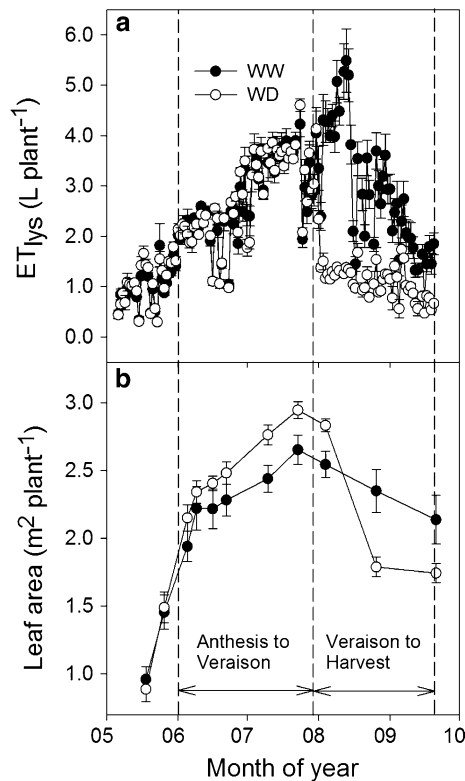 a
6.0
5.0
4.0
3.0
2.0
1.0
0.0
ETlys (L plant-1)
WW
WD
b
3.0
2.5
2.0
1.5
1.0
Leaf area (m2 plant-1)
Anthesis to
Veraison
Veraison to
Harvest
05 06 07 08 09 10
Month of year